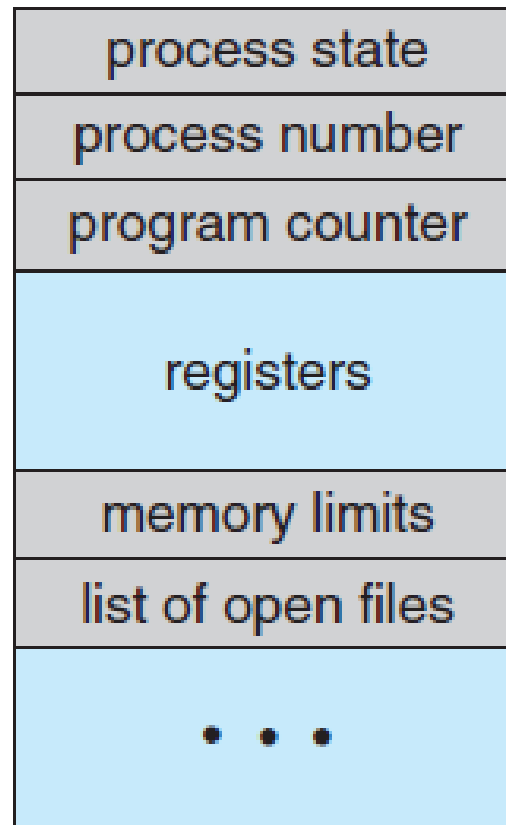 process state
process number
program counter
registers
memory limits
list of open files
• • •